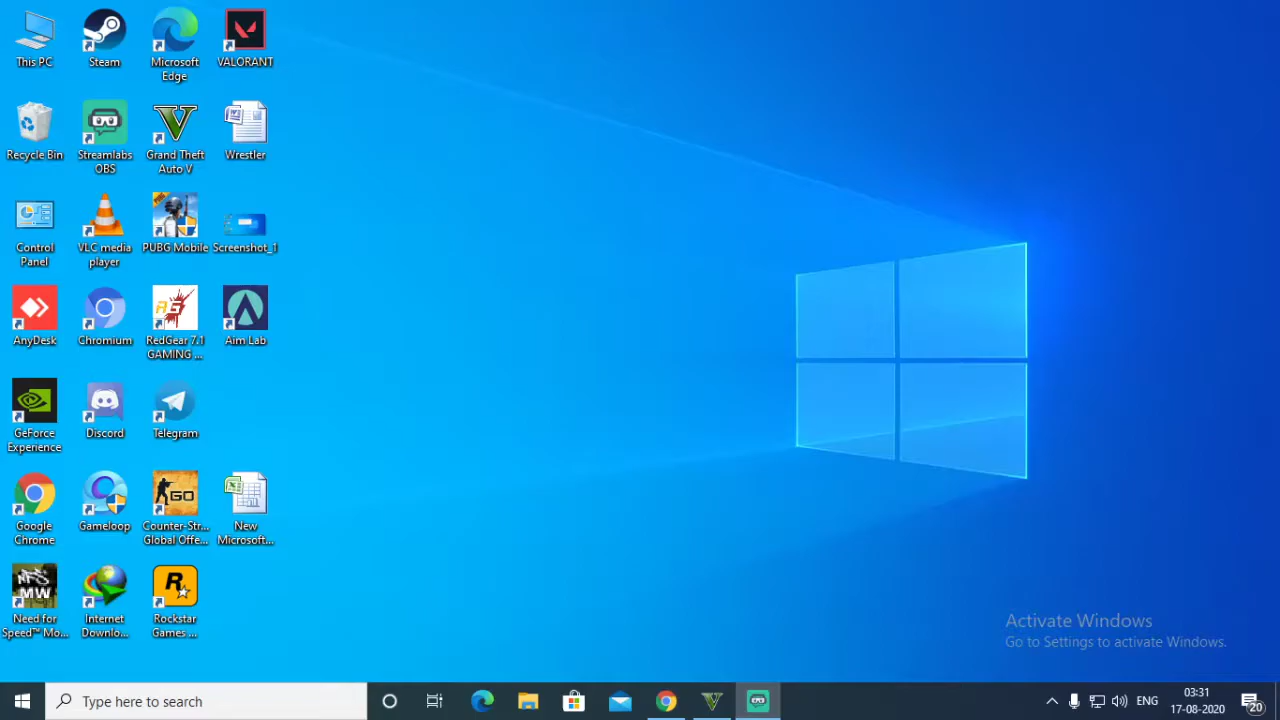 This PC
Steam
Microsoft
Edge
VALORANT
Recycle Bin
Streamlabs
OBS
Grand Theft
Auto V
Wrestler
Control
Panel
VLC media
player
PUBG
PUBG Mobile
Screenshot_1
AnyDesk
Chromium
RedGear 7.1
GAMING ...
Aim Lab
GeForce
Experience
Discord
Telegram
Google
Chrome
Gameloop
GO
Counter-Str...
Global Offe...
New
Microsoft...
MW
Need for
Speed™ Mo...
Internet
Downlo...
Rockstar
Games ...
Activate Windows
Go to Settings to activate Windows.
Type here to search
ENG
03:31
17-08-2020
20